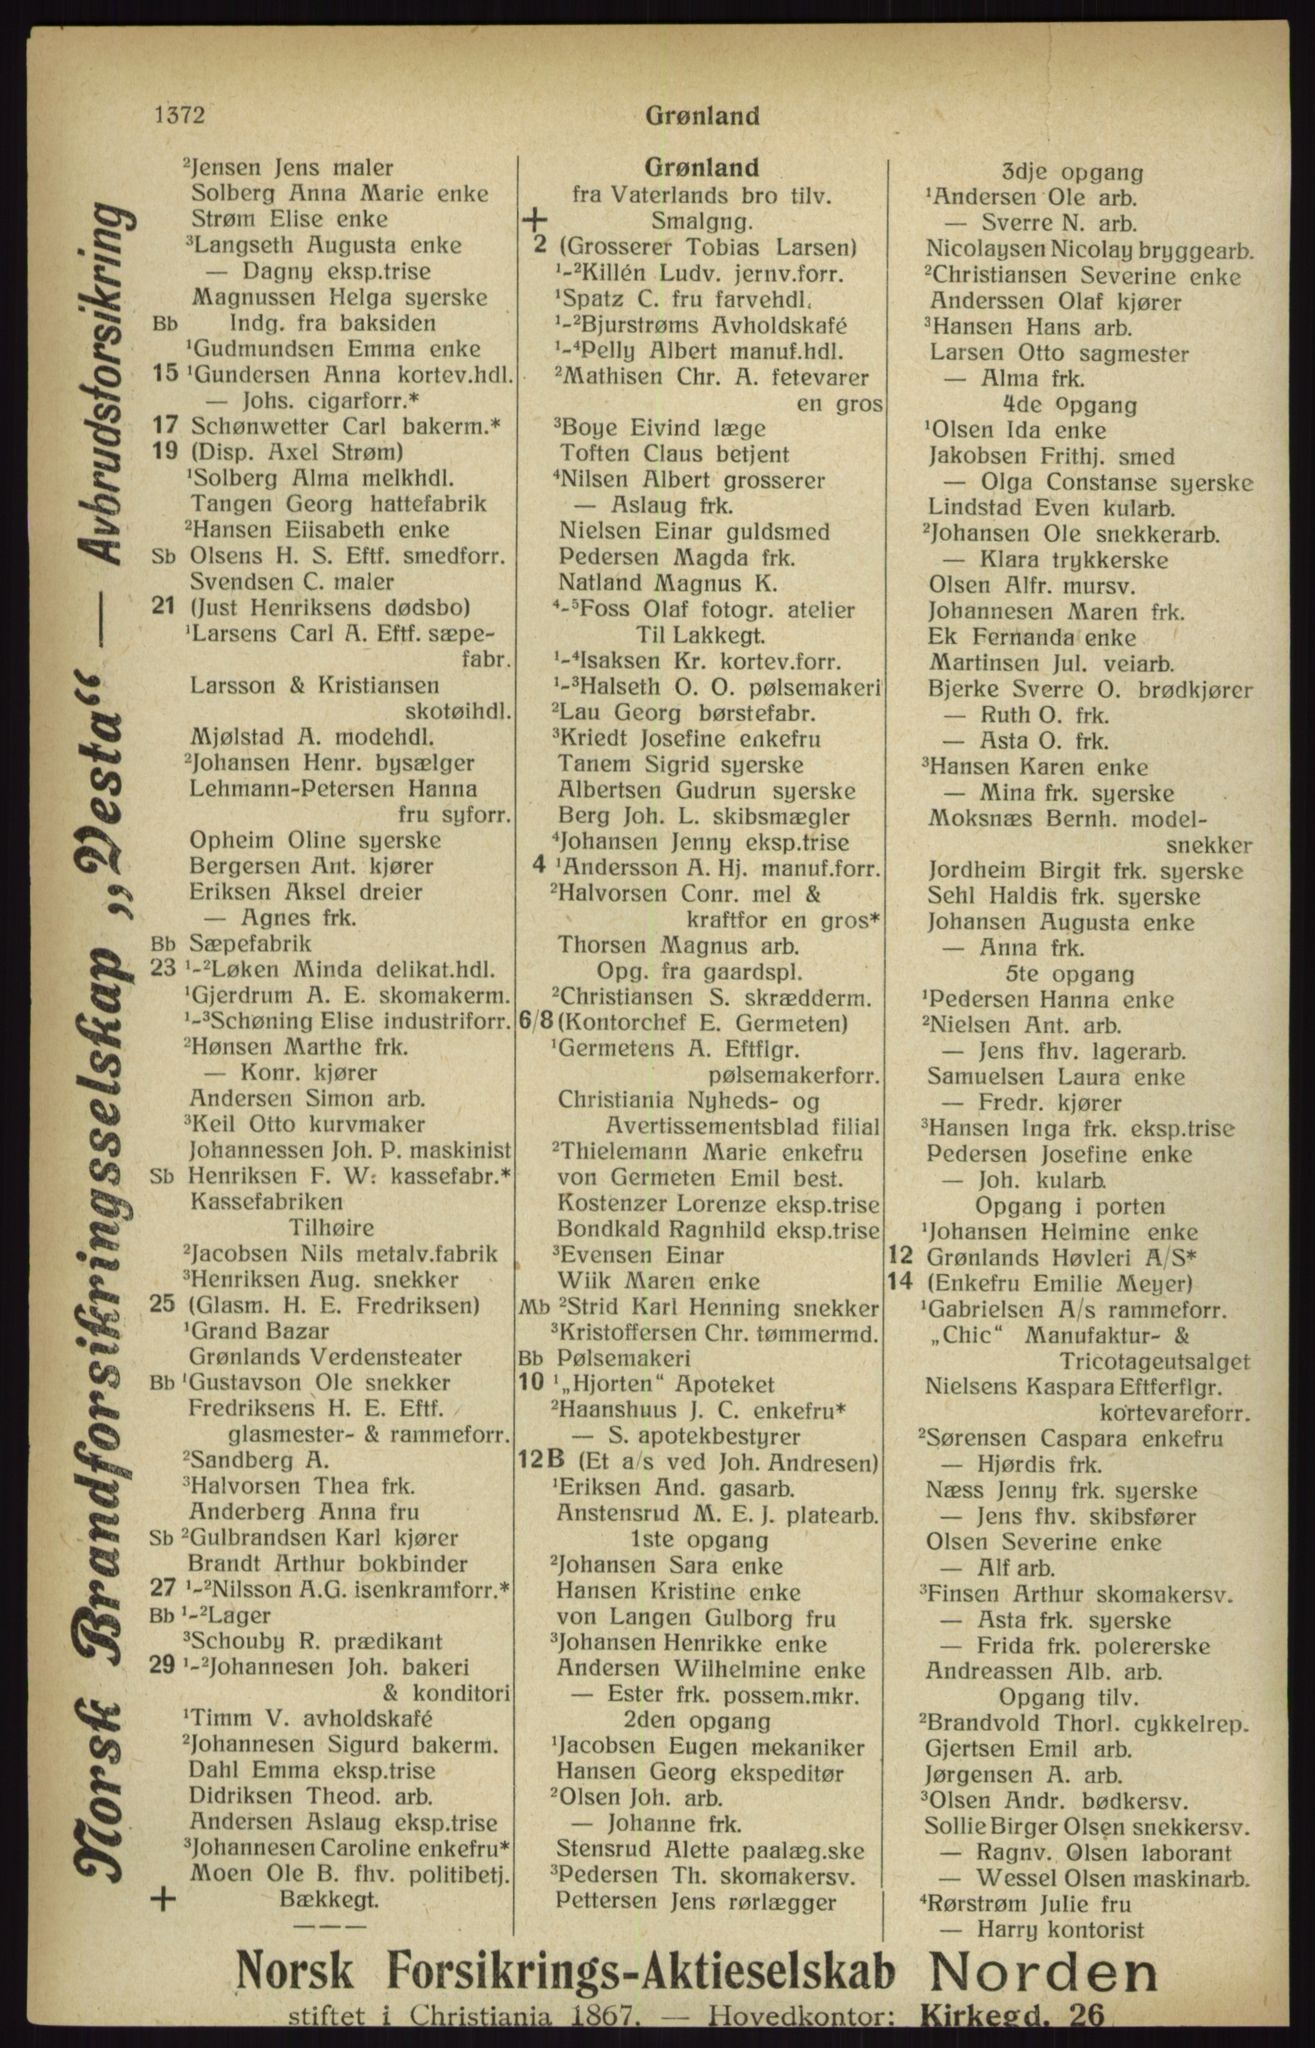 1372
Grønland
²Jensen Jens maler
Solberg Anna Marie enke
Strøm Elise enke
³Langseth Augusta enke
— Dagny eksp.trise
Magnussen Helga syerske
Bb Indg. fra baksiden
¹Gudmundsen Emma enke
15 ¹Gundersen Anna kortev.hdl.
— Johs. cigarforr.*
17 Schønwetter Carl bakerm.*
19 (Disp. Axel Strøm)
¹Solberg Alma melkhdl.
Tangen Georg hattefabrik
²Hansen Eiisabeth enke
Sb Olsens H. S. Eftf. smedforr.
Svendsen C. maler
21 (Just Henriksens dødsbo)
¹Larsens Carl A. Eftf. sæpe-
fabr.
Larsson & Kristiansen
skotøihdl.
Mjølstad A. modehdl.
²Johansen Henr. bysælger
Lehmann-Petersen Hanna
fru syforr.
Opheim Oline syerske
Bergersen Ant. kjører
Eriksen Aksel dreier
— Agnes frk.
Bb Sæpefabrik
23 ¹-²Løken Minda delikat.hdl.
¹Gjerdrum A. E. skomakerm.
¹-³Schøning Elise industriforr.
²Hønsen Marthe frk.
— Konr. kjører
Andersen Simon arb.
³Keil Otto kurvmaker
Johannessen Joh. P. maskinist
Sb Henriksen F. W: kassefabr.*
Kassefabriken
Tilhøire
²Jacobsen Nils metalv.fabrik
³Henriksen Aug. snekker
25 (Glasm. H. E. Fredriksen)
¹Grand Bazar
Grønlands Verdensteater
Bb ¹Gustavson Ole snekker
Fredriksens H. E. Eftf.
glasmester- & rammeforr.
²Sandberg A.
³Halvorsen Thea frk.
Anderberg Anna fru
Sb ²Gulbrandsen Karl kjører
Brandt Arthur bokbinder
27 ¹-²Nilsson A.G. isenkramforr.*
Bb ¹-²Lager
³Schouby R. prædikant
29 ¹-²Johannesen Joh. bakeri
& konditori
¹Timm V. avholdskafé
²Johannesen Sigurd bakerm.
Dahl Emma eksp.trise
Didriksen Theod. arb.
Andersen Aslaug eksp.trise
³Johannesen Caroline enkefru*
Moen Ole B. fhv. politibetj.
+ Bækkegt.
———
Grønland
fra Vaterlands bro tilv.
+ Smalgng.
2 (Grosserer Tobias Larsen)
¹-²Killén Ludv. jernv.forr.
¹Spatz C. fru farvehdl.
¹-²Bjurstrøms Avholdskafé
¹-⁴Pelly Albert manuf.hdl.
²Mathisen Chr. A. fetevarer
en gros
³Boye Eivind læge
Toften Claus betjent
⁴Nilsen Albert grosserer
— Aslaug frk.
Nielsen Einar guldsmed
Pedersen Magda frk.
Natland Magnus K.
⁴-⁵Foss Olaf fotogr. atelier
Til Lakkegt.
¹-⁴Isaksen Kr. kortev.forr.
¹-³Halseth O. O. pølsemakeri
²Lau Georg børstefabr.
³Kriedt Josefine enkefru
Tanem Sigrid syerske
Albertsen Gudrun syerske
Berg Joh. L. skibsmægler
⁴Johansen Jenny eksp.trise
4 ¹Andersson A. Hj. manuf.forr.
²Halvorsen Conr. mel &
kraftfor en gros*
Thorsen Magnus arb.
Opg. fra gaardspl.
²Christiansen S. skrædderm.
6/8 (Kontorchef E. Germeten)
¹Germetens A. Eftflgr.
pølsemakerforr.
Christiania Nyheds- og
Avertissementsblad filial
²Thielemann Marie enkefru
von Germeten Emil best.
Kostenzer Lorenze eksp.trise
Bondkald Ragnhild eksp.trise
³Evensen Einar
Wiik Maren enke
Mb ²Strid Karl Henning snekker
³Kristoffersen Chr. tømmermd.
Bb Pølsemakeri
10 ¹„Hjorten“ Apoteket
²Haanshuus J. C. enkefru*
— S. apotekbestyrer
12B (Et a/s ved Joh. Andresen)
¹Eriksen And. gasarb.
Anstensrud M. E. J. platearb.
1ste opgang
²Johansen Sara enke
Hansen Kristine enke
von Langen Gulborg fru
³Johansen Henrikke enke
Andersen Wilhelmine enke
— Ester frk. possem.mkr.
2den opgang
¹Jacobsen Eugen mekaniker
Hansen Georg ekspeditør
²Olsen Joh. arb.
— Johanne frk.
Stensrud Alette paalæg.ske
³Pedersen Th. skomakersv.
Pettersen Jens rørlægger
3dje opgang
¹Andersen Ole arb.
— Sverre N. arb.
Nicolaysen Nicolay bryggearb.
²Christiansen Severine enke
Anderssen Olaf kjører
³Hansen Hans arb.
Larsen Otto sagmester
— Alma frk.
4de opgang
¹Olsen Ida enke
Jakobsen Frithj. smed
— Olga Constanse syerske
Lindstad Even kularb.
²Johansen Ole snekkerarb.
— Klara trykkerske
Olsen Alfr. mursv.
Johannesen Maren frk.
Ek Fernanda enke
Martinsen Jul. veiarb.
Bjerke Sverre O. brødkjører
— Ruth O. frk.
— Asta O. frk.
³Hansen Karen enke
— Mina frk. syerske
Moksnæs Bernh. model-
snekker
Jordheim Birgit frk. syerske
Sehl Haldis frk. syerske
Johansen Augusta enke
— Anna frk.
5te opgang
¹Pedersen Hanna enke
²Nielsen Ant. arb.
— Jens fhv. lagerarb.
Samuelsen Laura enke
— Fredr. kjører
³Hansen Inga frk. eksp.trise
Pedersen Josefine enke
— Joh. kularb.
Opgang i porten
¹Johansen Helmine enke
12 Grønlands Høvleri A/S*
14 (Enkefru Emilie Meyer)
¹Gabrielsen A/s rammeforr.
„Chic“ Manufaktur- &
Tricotageutsalget
Nielsens Kaspara Eftferflgr.
kortevareforr.
²Sørensen Caspara enkefru
— Hjørdis frk.
Næss Jenny frk. syerske
— Jens fhv. skibsfører
Olsen Severine enke
— Alf arb.
³Finsen Arthur skomakersv.
— Asta frk. syerske
— Frida frk. polererske
Andreassen Alb. arb.
Opgang tilv.
²Brandvold Thorl. cykkelrep.
Gjertsen Emil arb.
Jørgensen A. arb.
³Olsen Andr. bødkersv.
Sollie Birger Olsen snekkersv.
— Ragnv. Olsen laborant
— Wessel Olsen maskinarb.
⁴Rørstrøm Julie fru
— Harry kontorist
Norsk Brandforsikringsselskap „Vesta“ — Avbrudsforsikring
Norsk Forsikrings-Aktieselskab Norden
stiftet i Christiania 1867. — Hovedkontor: Kirkegd. 26